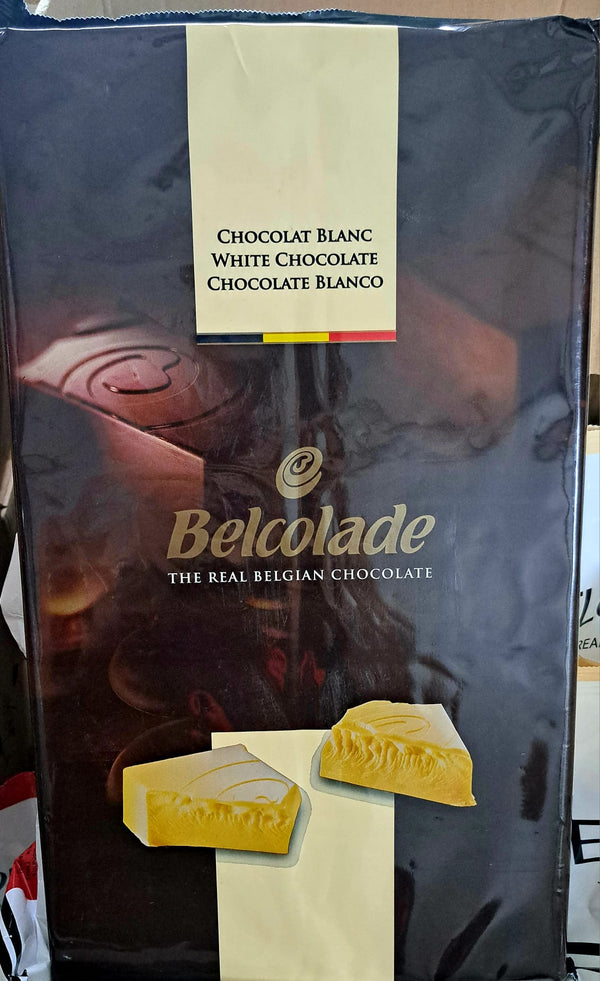 CHOCOLAT BLANC
WHITE CHOCOLATE
CHOCOLATE BLANCO
Belcolade
THE REAL BELGIAN CHOCOLATE